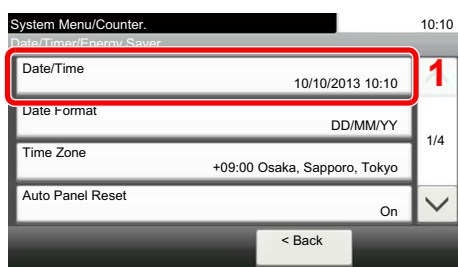 System Menu/Counter.
10:10
Date/Timer/Energy Saver
Date/Time
10/10/2013 10:10
1
Date Format
DD/MM/YY
1/4
Time Zone
+09:00 Osaka, Sapporo, Tokyo
Auto Panel Reset
On
< Back